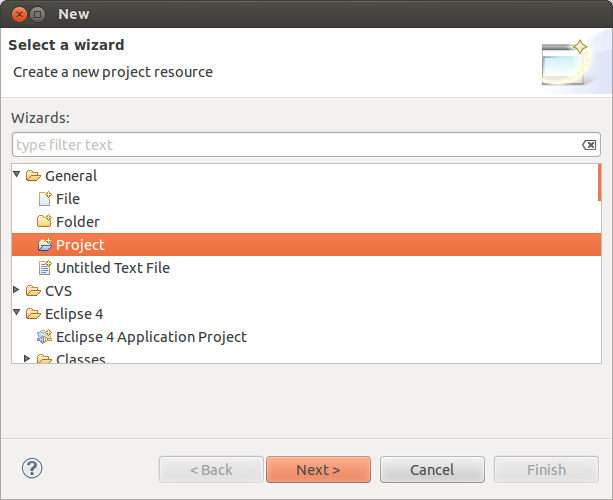 New
Select a wizard
Create a new project resource
Wizards:
type filter text
General
File
Folder
Project
Untitled Text File
CVS
Eclipse 4
Eclipse 4 Application Project
Classes
?
< Back
Next >
Cancel
Finish